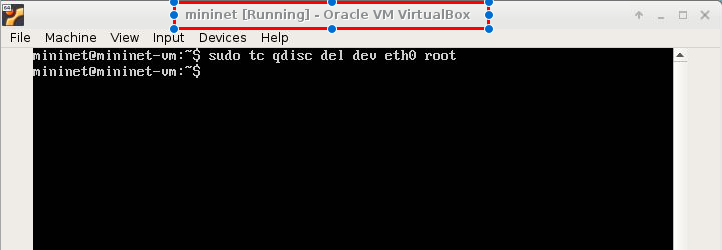 mininet [Running] - Oracle VM VirtualBox
File Machine View Input Devices Help
mininet@mininet-vm:~$ sudo tc qdisc del dev eth0 root
mininet@mininet-vm:~$